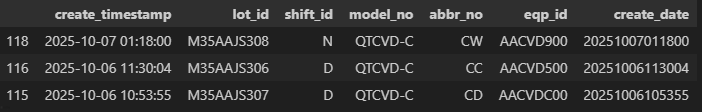 create_timestamp lot_id shift_id model_no abbr_no eqp_id create_date
118 2025-10-07 01:18:00 M35AAJS308 N QTCVD-C CW AACVD900 20251007011800
116 2025-10-06 11:30:04 M35AAJS306 D QTCVD-C CC AACVD500 20251006113004
115 2025-10-06 10:53:55 M35AAJS307 D QTCVD-C CD AACVDC00 20251006105355